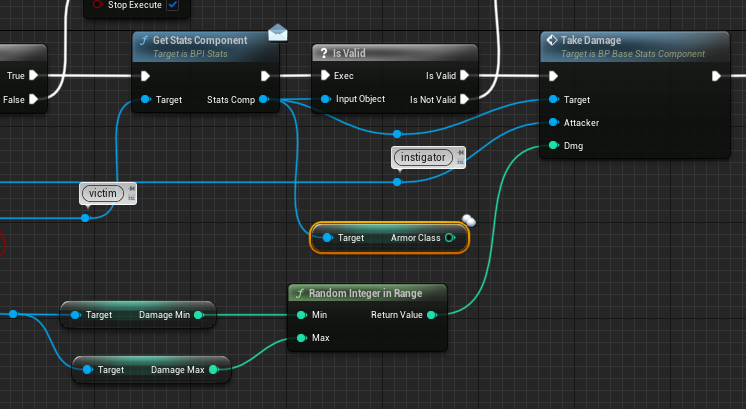 Stop Execute
True
False
Get Stats Component
Target is BPI Stats
Target
Stats Comp
? Is Valid
Exec
Is Valid
Input Object
Is Not Valid
Take Damage
Target is BP Base Stats Component
Target
Attacker
Dmg
instigator
victim
Target
Armor Class
f Random Integer in Range
Min
Return Value
Max
Target
Damage Min
Target
Damage Max